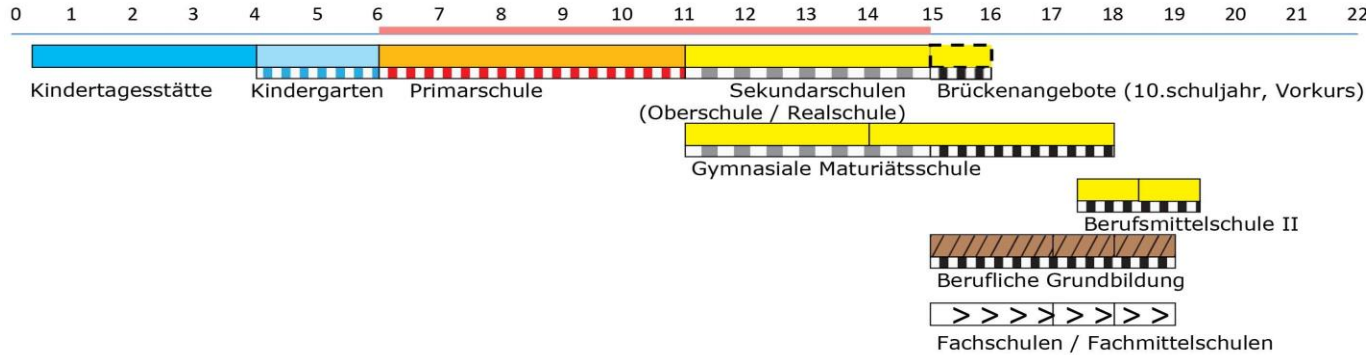 0 1 2 3 4 5 6 7 8 9 10 11 12 13 14 15 16 17 18 19 20 21 22
Kindertagesstätte Kindergarten Primarschule Sekundarschulen Brückenangebote (10.schuljahr, Vorkurs)
(Oberschule / Realschule)
Gymnasiale Maturiätsschule
Berufsmittelschule II
Berufliche Grundbildung
> > > > > > > >
Fachschulen / Fachmittelschulen